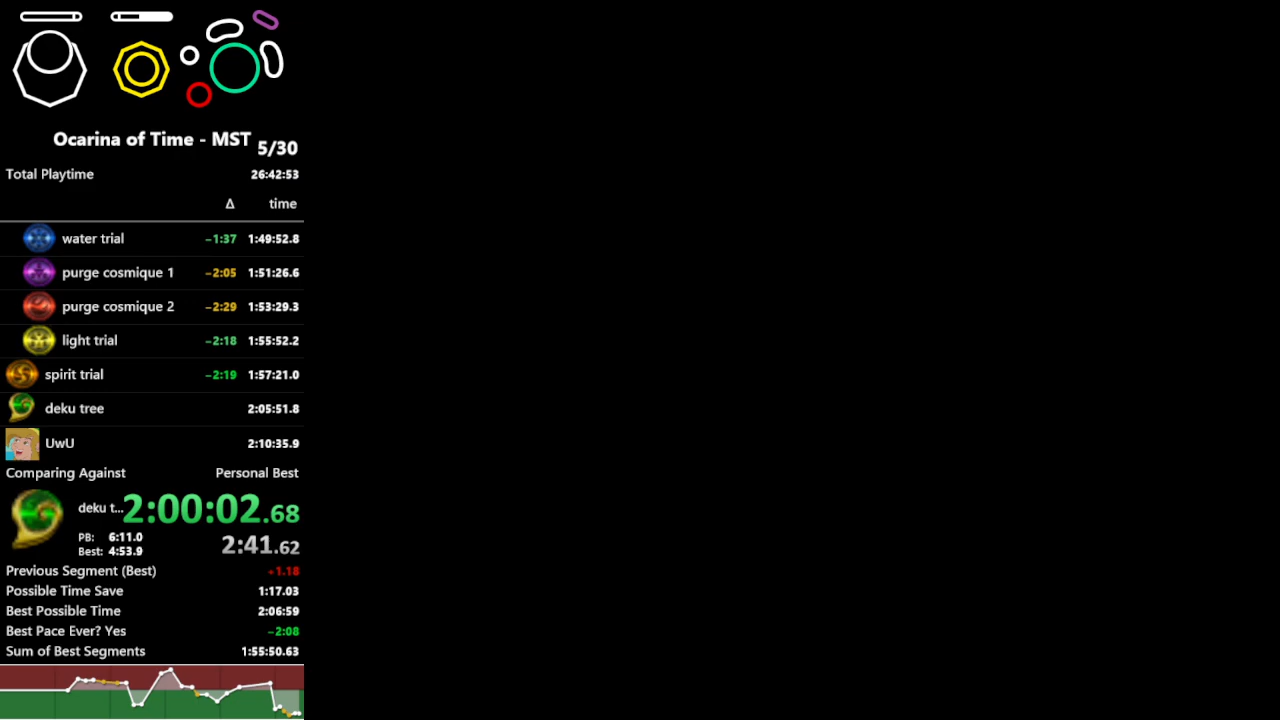 Ocarina of Time - MST
5/30
Total Playtime 26:42:53
Δ time
water trial −1:37 1:49:52.8
purge cosmique 1 −2:05 1:51:26.6
purge cosmique 2 −2:29 1:53:29.3
light trial −2:18 1:55:52.2
spirit trial −2:19 1:57:21.0
deku tree 2:05:51.8
UwU 2:10:35.9
Comparing Against Personal Best
deku t... 2:00:02.68
PB: 6:11.0 2:41.62
Best: 4:53.9
Previous Segment (Best) +1.18
Possible Time Save 1:17.03
Best Possible Time 2:06:59
Best Pace Ever? Yes −2:08
Sum of Best Segments 1:55:50.63